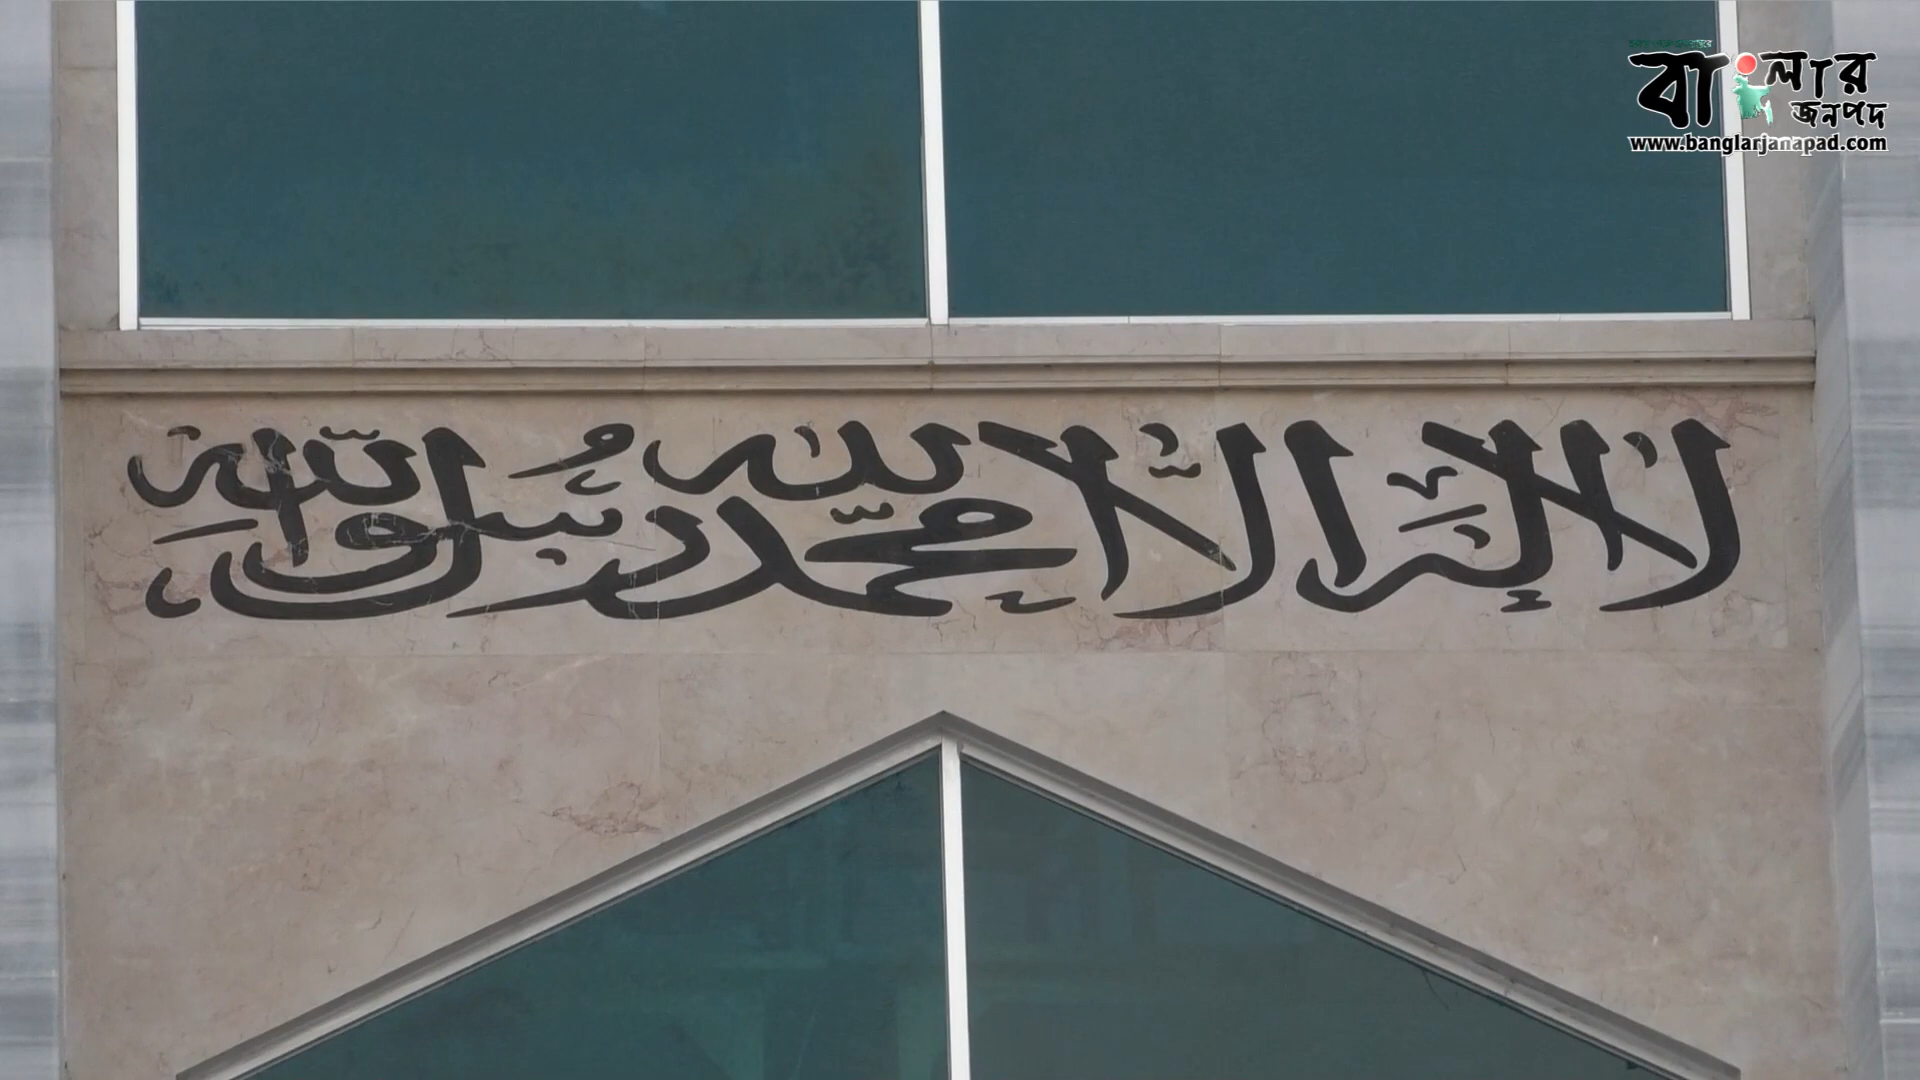 বাংলার
জনপদ
www.banglarjanapad.com
لا إله إلا الله محمد رسول الله